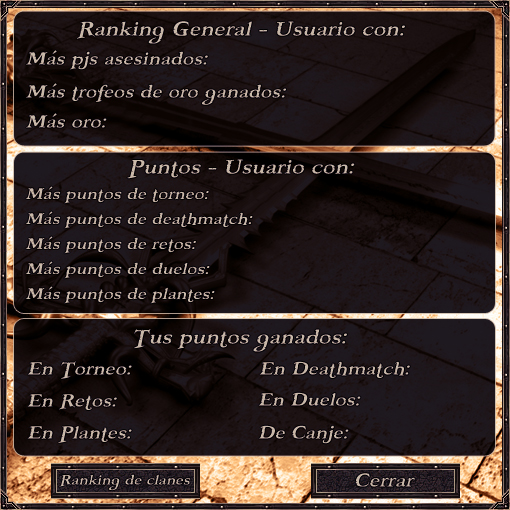 Ranking General - Usuario con:
Más pjs asesinados:
Más trofeos de oro ganados:
Más oro:
Puntos - Usuario con:
Más puntos de torneo:
Más puntos de deathmatch:
Más puntos de retos:
Más puntos de duelos:
Más puntos de plantes:
Tus puntos ganados:
En Torneo: En Deathmatch:
En Retos: En Duelos:
En Plantes: De Canje:
Ranking de clanes Cerrar